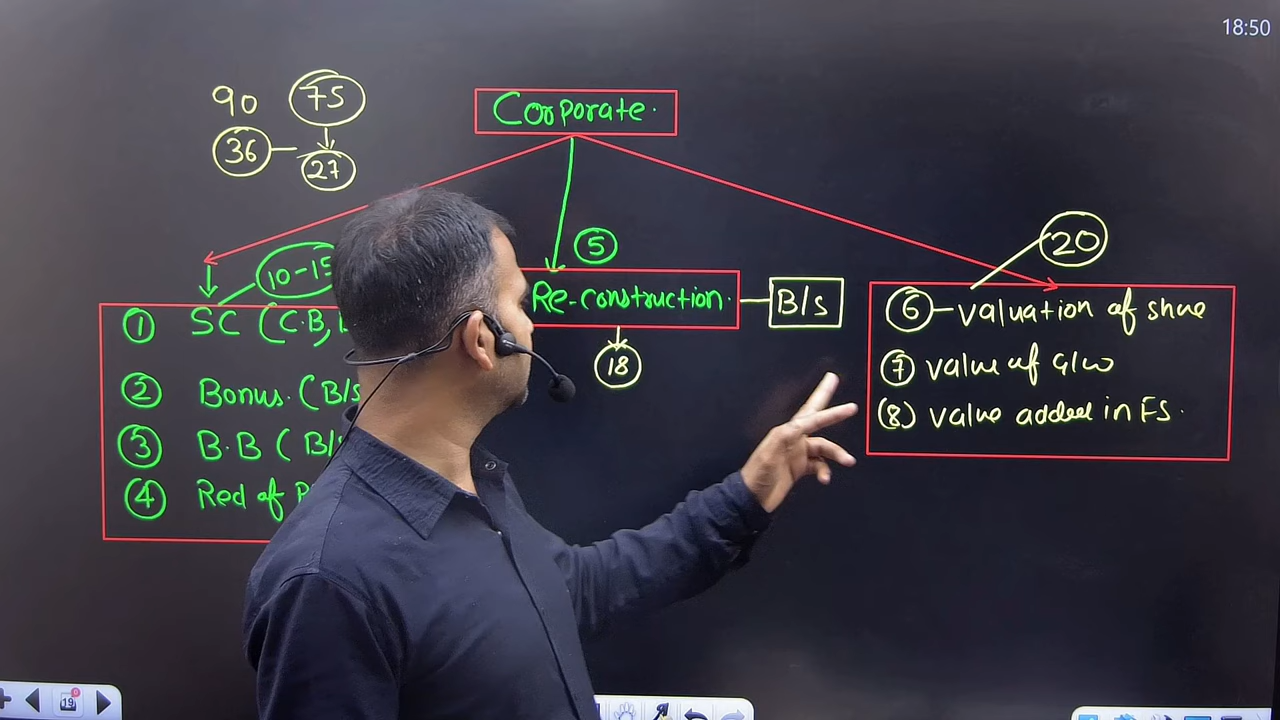 18:50
90 75
36 27
Corporate.
10-15
5
20
1 SC (C.B,
2 Bonus. (B/s
3 B.B ( B/s
4 Red of
Re-construction. B/s
18
6 - valuation of share
7 value of G/w
(8) value added in FS.
19